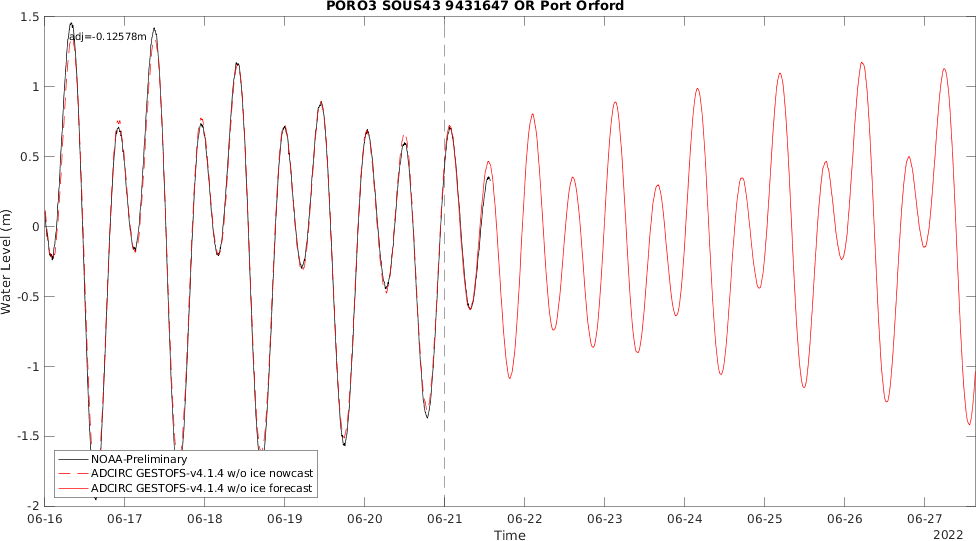 PORO3 SOUS43 9431647 OR Port Orford
adj=-0.12578m
1.5
1
0.5
0
-0.5
-1
-1.5
-2
Water Level (m)
NOAA-Preliminary
ADCIRC GESTOFS-v4.1.4 w/o ice nowcast
ADCIRC GESTOFS-v4.1.4 w/o ice forecast
06-16 06-17 06-18 06-19 06-20 06-21 06-22 06-23 06-24 06-25 06-26 06-27
Time
2022